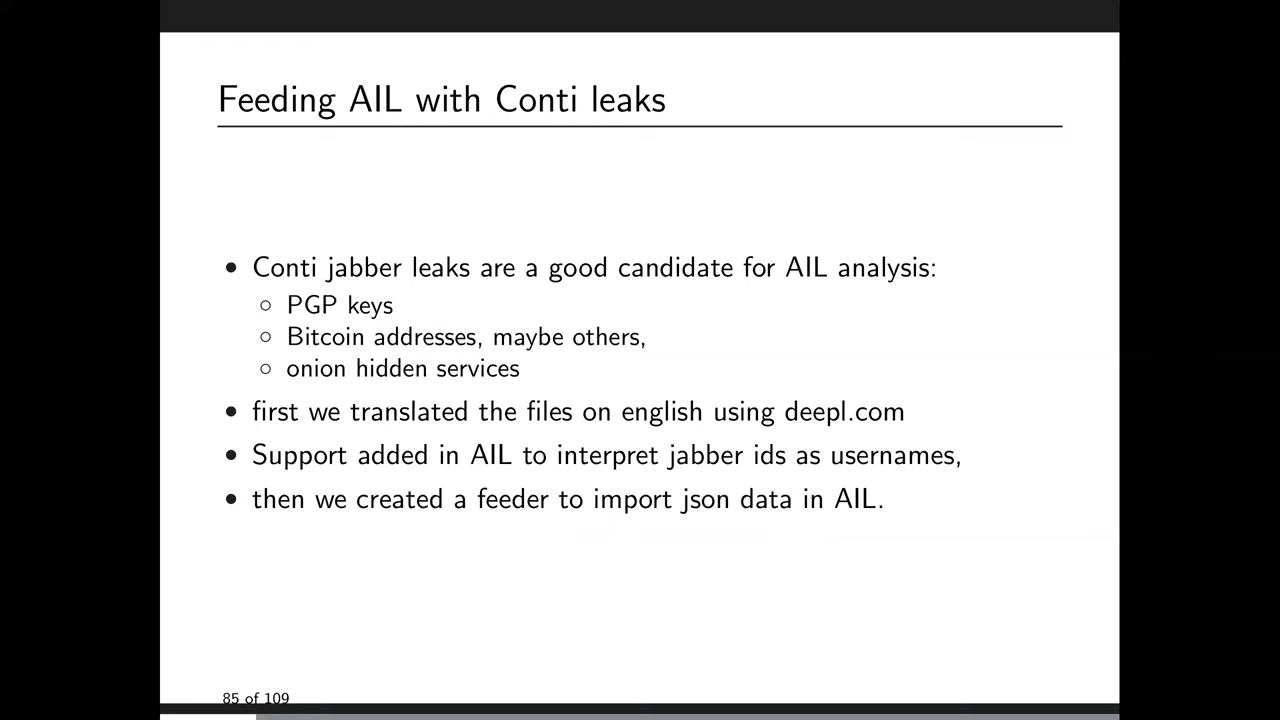 Feeding AIL with Conti leaks
• Conti jabber leaks are a good candidate for AIL analysis:
◦ PGP keys
◦ Bitcoin addresses, maybe others,
◦ onion hidden services
• first we translated the files on english using deepl.com
• Support added in AIL to interpret jabber ids as usernames,
• then we created a feeder to import json data in AIL.
85 of 109